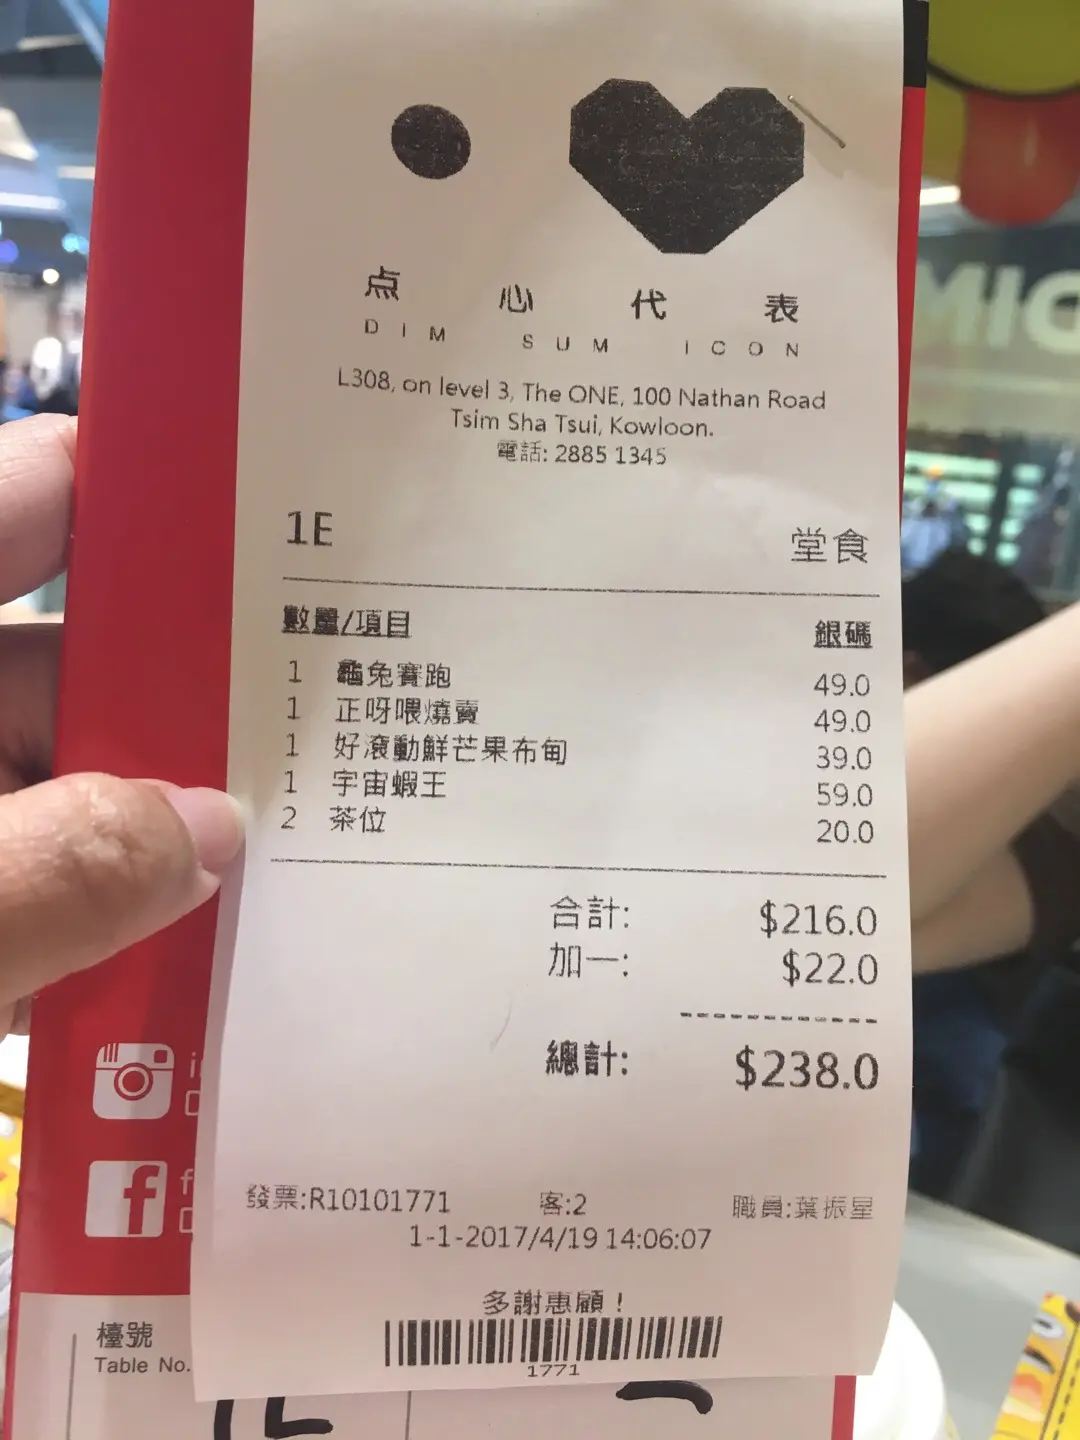 点心代表
DIM SUM ICON
L308, on level 3, The ONE, 100 Nathan Road
Tsim Sha Tsui, Kowloon.
電話: 2885 1345
1E 堂食
數量/項目 銀碼
1 龜兔賽跑 49.0
1 正呀喂燒賣 49.0
1 好滾動鮮芒果布甸 39.0
1 宇宙蝦王 59.0
2 茶位 20.0
合計: $216.0
加一: $22.0
總計: $238.0
發票:R10101771 客:2 職員:葉振星
1-1-2017/4/19 14:06:07
多謝惠顧！
1771
檯號
Table No.
f
DIM